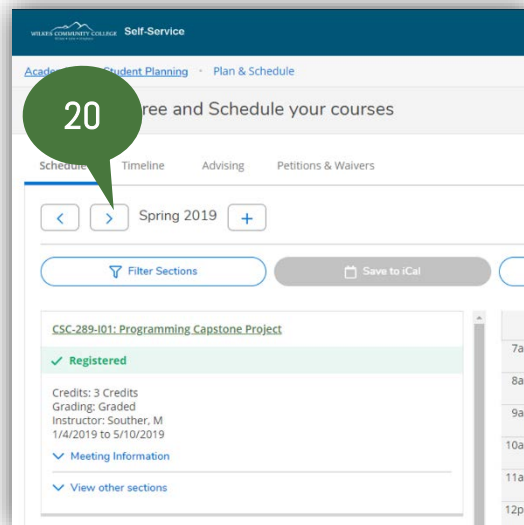 WILKES COMMUNITY COLLEGE Self-Service
Student Planning · Plan & Schedule
20
and Schedule your courses
Schedule Timeline Advising Petitions & Waivers
< > Spring 2019 +
Filter Sections Save to iCal
CSC-289-I01: Programming Capstone Project
Registered
Credits: 3 Credits
Grading: Graded
Instructor: Souther, M
1/4/2019 to 5/10/2019
Meeting Information
View other sections
7a
8a
9a
10a
11a
12p